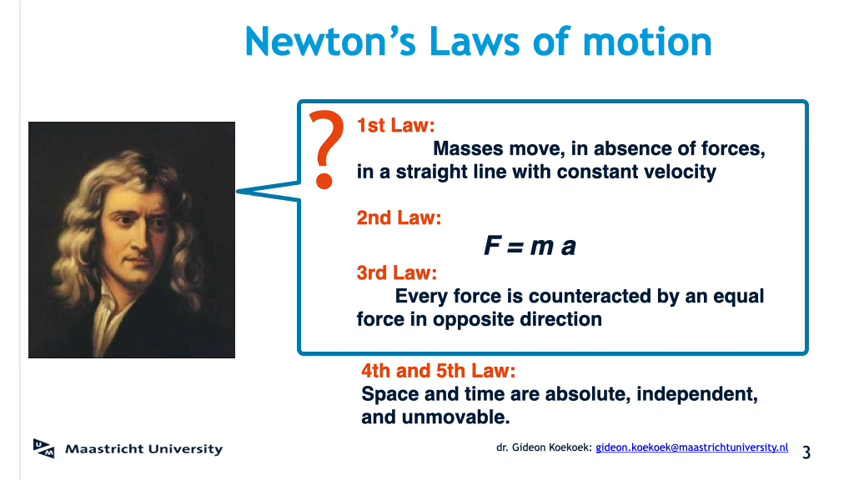 Newton's Laws of motion
?
1st Law:
Masses move, in absence of forces,
in a straight line with constant velocity
2nd Law:
F = m a
3rd Law:
Every force is counteracted by an equal
force in opposite direction
4th and 5th Law:
Space and time are absolute, independent,
and unmovable.
UM Maastricht University
dr. Gideon Koekoek: gideon.koekoek@maastrichtuniversity.nl
3